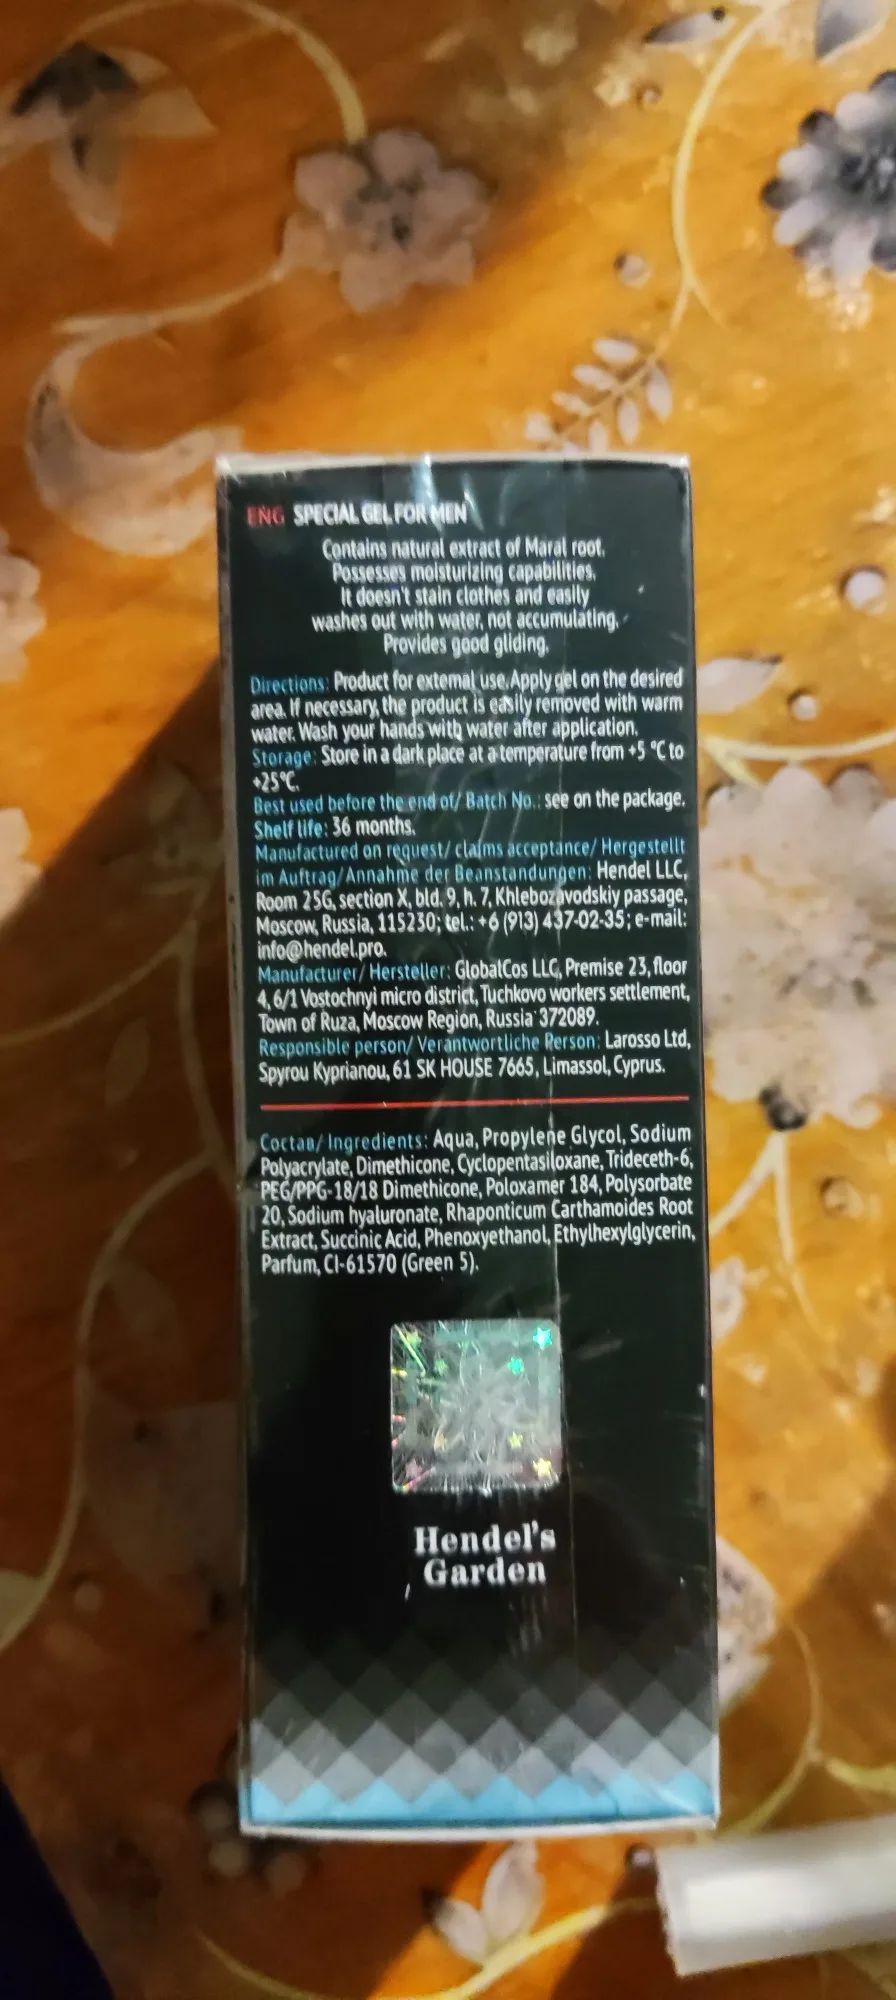 ENG SPECIAL GEL FOR MEN
Contains natural extract of Maral root.
Possesses moisturizing capabilities.
It doesn't stain clothes and easily
washes out with water, not accumulating.
Provides good gliding.
Directions: Product for external use. Apply gel on the desired
area. If necessary, the product is easily removed with warm
water. Wash your hands with water after application.
Storage: Store in a dark place at a temperature from +5 °C to
+25°C.
Best used before the end of/ Batch No.: see on the package.
Shelf life: 36 months.
Manufactured on request/ claims acceptance/ Hergestellt
im Auftrag/Annahme der Beanstandungen: Hendel LLC,
Room 25G, section X, bld. 9, h. 7, Khlebozavodskiy passage,
Moscow, Russia, 115230; tel.: +6 (913) 437-02-35; e-mail:
info@hendel.pro.
Manufacturer/ Hersteller: GlobalCos LLC, Premise 23, floor
4, 6/1 Vostochnyi micro district, Tuchkovo workers settlement,
Town of Ruza, Moscow Region, Russia 372089.
Responsible person/ Verantwortliche Person: Larosso Ltd,
Spyrou Kyprianou, 61 SK HOUSE 7665, Limassol, Cyprus.
Состав/ Ingredients: Aqua, Propylene Glycol, Sodium
Polyacrylate, Dimethicone, Cyclopentasiloxane, Trideceth-6,
PEG/PPG-18/18 Dimethicone, Poloxamer 184, Polysorbate
20, Sodium hyaluronate, Rhaponticum Carthamoides Root
Extract, Succinic Acid, Phenoxyethanol, Ethylhexylglycerin,
Parfum, CI-61570 (Green 5).
Hendel's
Garden